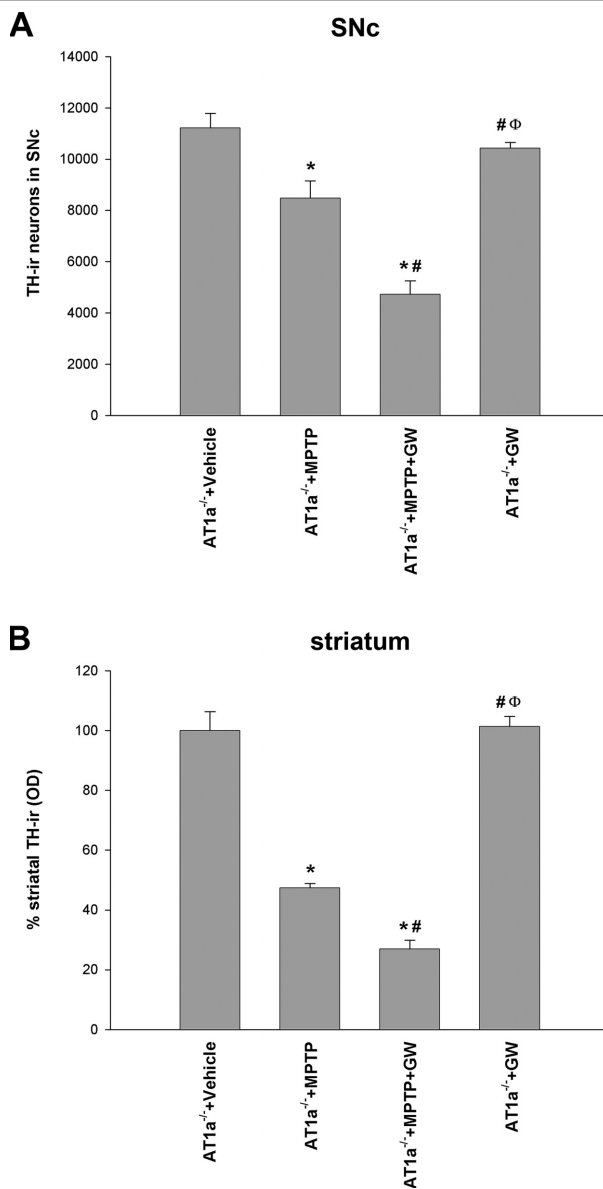 A
SNc
14000
12000
10000
8000
6000
4000
2000
0
TH-ir neurons in SNc
*
*#
#Φ
AT1a-/-+Vehicle
AT1a-/-+MPTP
AT1a-/-+MPTP+GW
AT1a-/-+GW
B
striatum
120
100
80
60
40
20
0
% striatal TH-ir (OD)
*
*#
#Φ
AT1a-/-+Vehicle
AT1a-/-+MPTP
AT1a-/-+MPTP+GW
AT1a-/-+GW